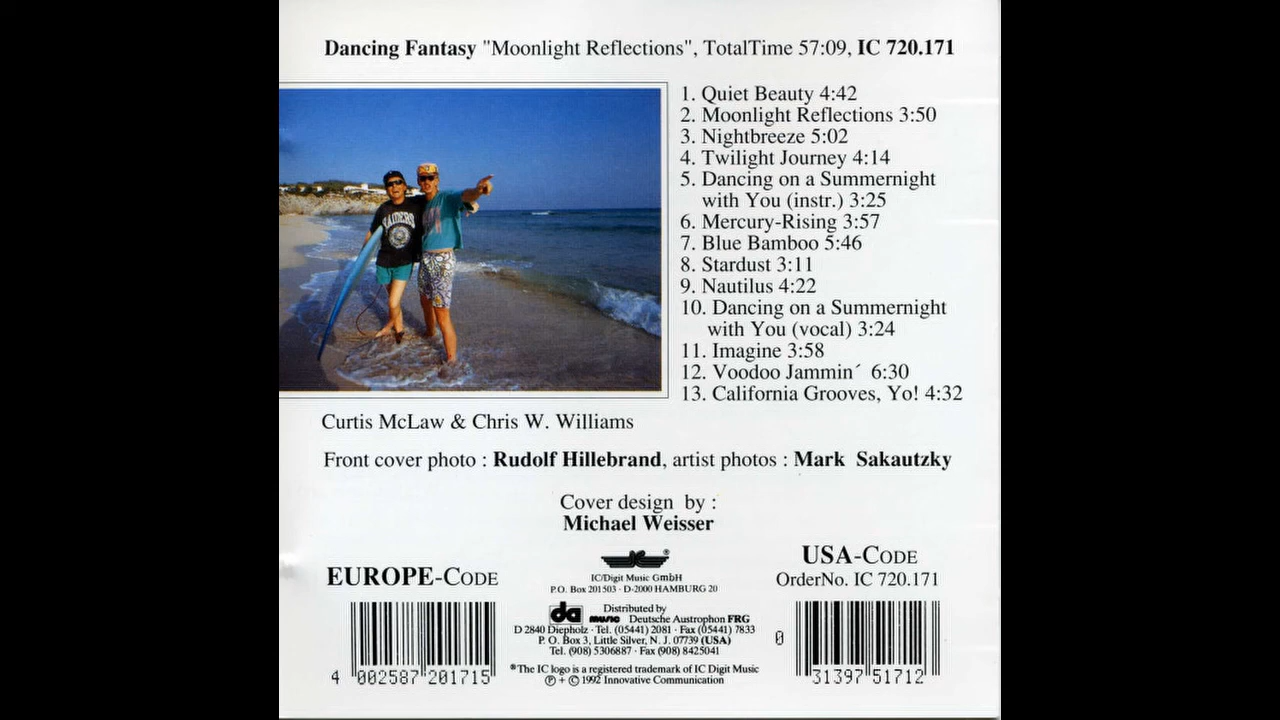 Dancing Fantasy "Moonlight Reflections", TotalTime 57:09, IC 720.171
1. Quiet Beauty 4:42
2. Moonlight Reflections 3:50
3. Nightbreeze 5:02
4. Twilight Journey 4:14
5. Dancing on a Summernight
with You (instr.) 3:25
6. Mercury-Rising 3:57
7. Blue Bamboo 5:46
8. Stardust 3:11
9. Nautilus 4:22
10. Dancing on a Summernight
with You (vocal) 3:24
11. Imagine 3:58
12. Voodoo Jammin´ 6:30
13. California Grooves, Yo! 4:32
RAIDERS
Curtis McLaw & Chris W. Williams
Front cover photo : Rudolf Hillebrand, artist photos : Mark Sakautzky
Cover design by :
Michael Weisser
EUROPE-CODE
4 002587 201715
IC ®
IC/Digit Music GmbH
P.O. Box 201503 · D-2000 HAMBURG 20
da music
Distributed by
Deutsche Austrophon FRG
D 2840 Diepholz · Tel. (05441) 2081 · Fax (05441) 7833
P. O. Box 3, Little Silver, N. J. 07739 (USA)
Tel. (908) 5306887 · Fax (908) 8425041
®The IC logo is a registered trademark of IC Digit Music
Ⓟ + © 1992 Innovative Communication
USA-CODE
OrderNo. IC 720.171
0 31397 51712